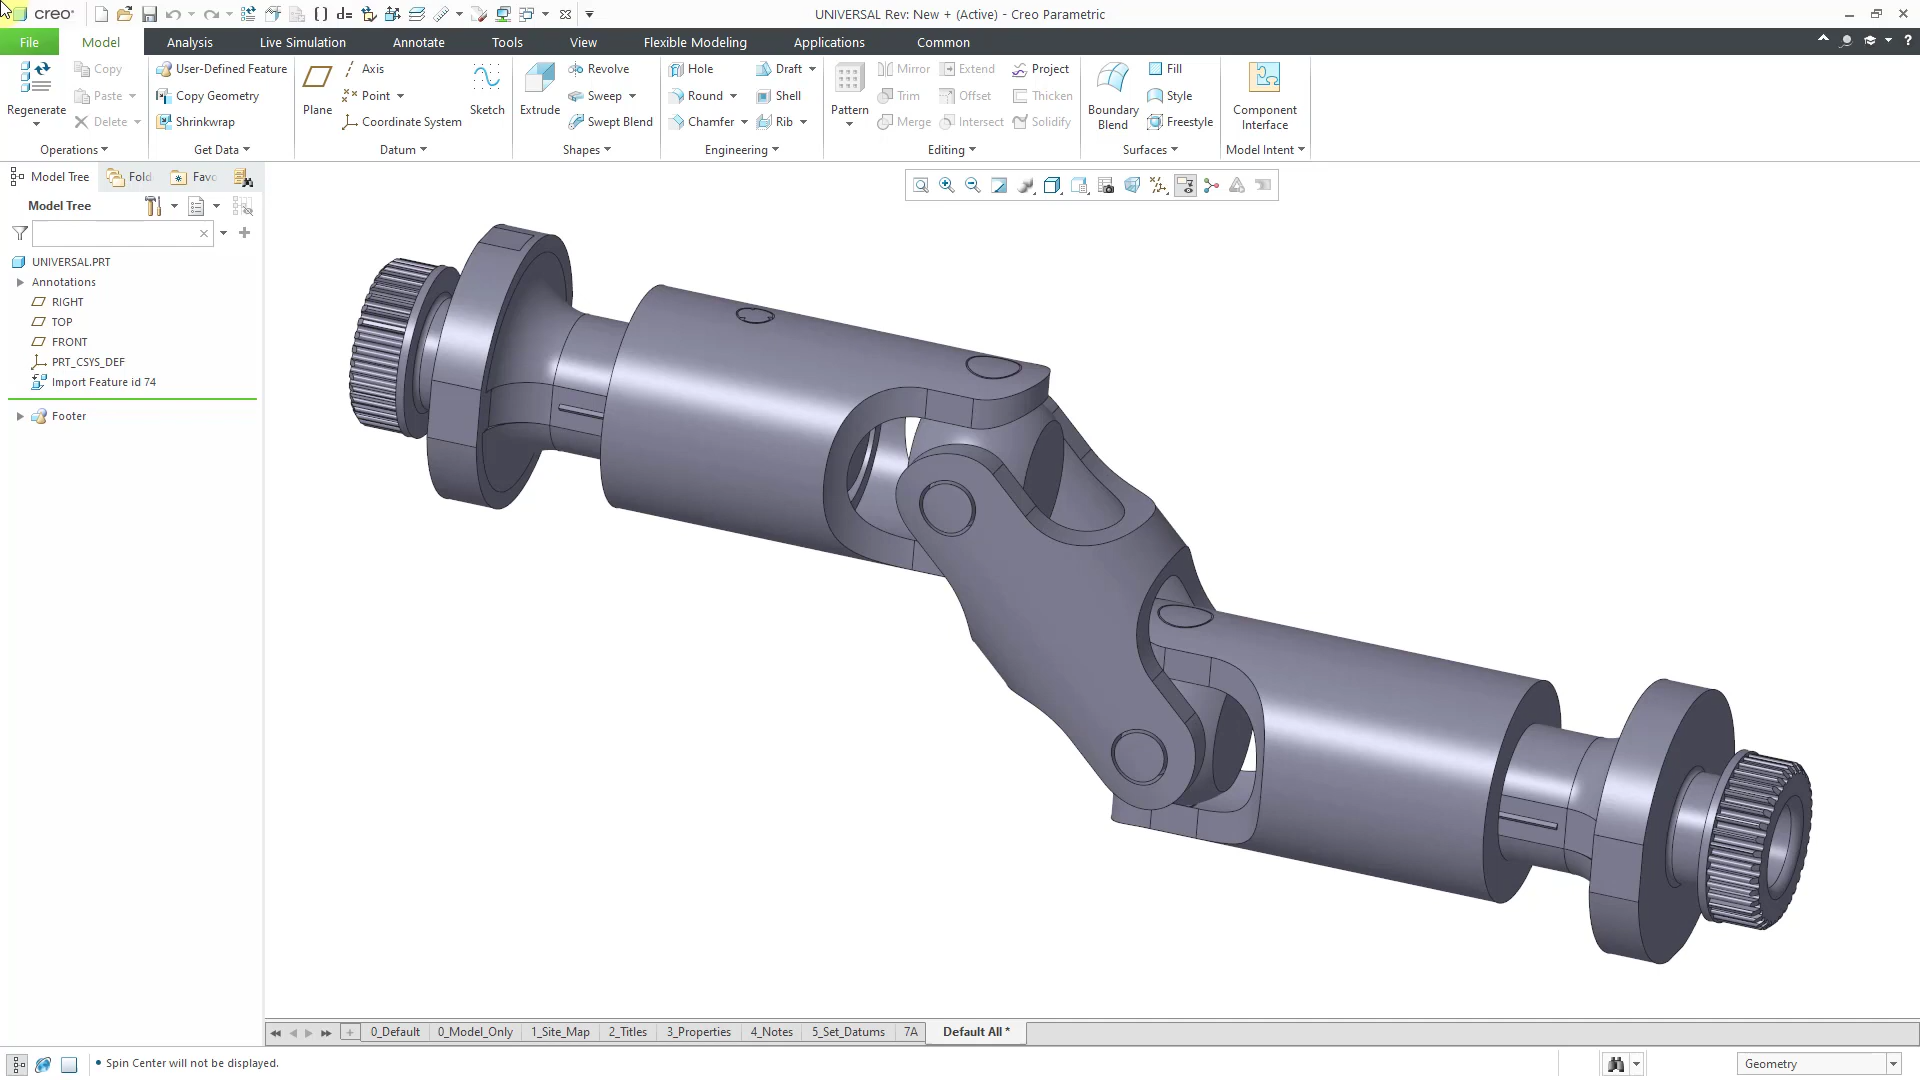 creo®
UNIVERSAL Rev: New + (Active) - Creo Parametric
File
Model
Analysis
Live Simulation
Annotate
Tools
View
Flexible Modeling
Applications
Common
Regenerate
Copy
Paste
Delete
Operations
User-Defined Feature
Copy Geometry
Shrinkwrap
Get Data
Plane
Axis
Point
Coordinate System
Sketch
Datum
Extrude
Revolve
Sweep
Swept Blend
Shapes
Hole
Round
Chamfer
Draft
Shell
Rib
Engineering
Pattern
Mirror
Trim
Merge
Extend
Offset
Intersect
Project
Thicken
Solidify
Editing
Boundary
Blend
Fill
Style
Freestyle
Surfaces
Component
Interface
Model Intent
Model Tree
Fold
Favo
Model Tree
UNIVERSAL.PRT
Annotations
RIGHT
TOP
FRONT
PRT_CSYS_DEF
Import Feature id 74
Footer
0_Default
0_Model_Only
1_Site_Map
2_Titles
3_Properties
4_Notes
5_Set_Datums
7A
Default All *
• Spin Center will not be displayed.
Geometry